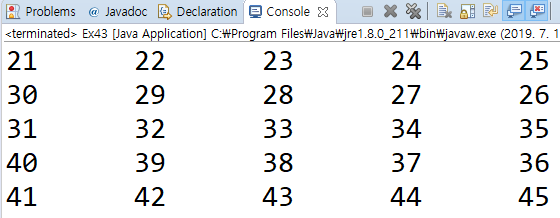 Problems @ Javadoc Declaration Console
<terminated> Ex43 [Java Application] C:₩Program Files₩Java₩jre1.8.0_211₩bin₩javaw.exe (2019. 7. 1
21 22 23 24 25
30 29 28 27 26
31 32 33 34 35
40 39 38 37 36
41 42 43 44 45